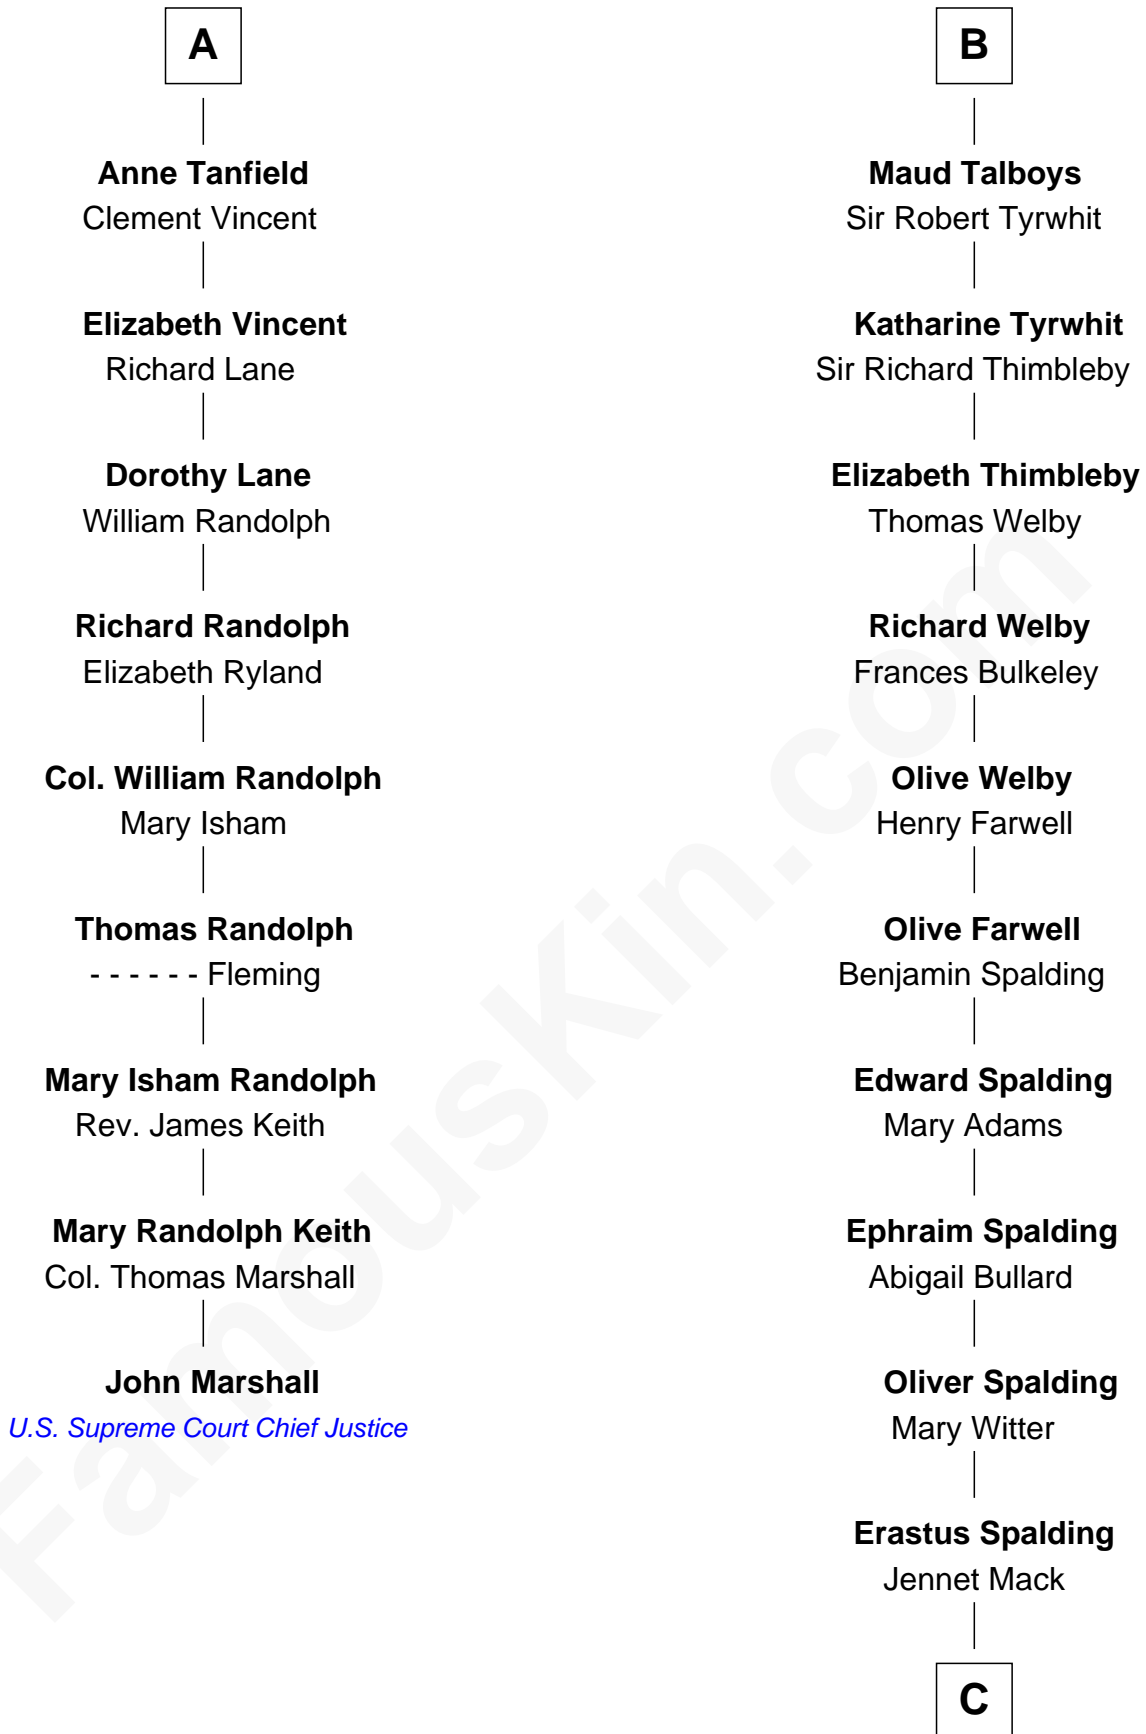 A
Anne Tanfield
Clement Vincent
Elizabeth Vincent
Richard Lane
Dorothy Lane
William Randolph
Richard Randolph
Elizabeth Ryland
Col. William Randolph
Mary Isham
Thomas Randolph
- - - - - - Fleming
Mary Isham Randolph
Rev. James Keith
Mary Randolph Keith
Col. Thomas Marshall
John Marshall
U.S. Supreme Court Chief Justice
B
Maud Talboys
Sir Robert Tyrwhit
Katharine Tyrwhit
Sir Richard Thimbleby
Elizabeth Thimbleby
Thomas Welby
Richard Welby
Frances Bulkeley
Olive Welby
Henry Farwell
Olive Farwell
Benjamin Spalding
Edward Spalding
Mary Adams
Ephraim Spalding
Abigail Bullard
Oliver Spalding
Mary Witter
Erastus Spalding
Jennet Mack
C
FamousKin.com